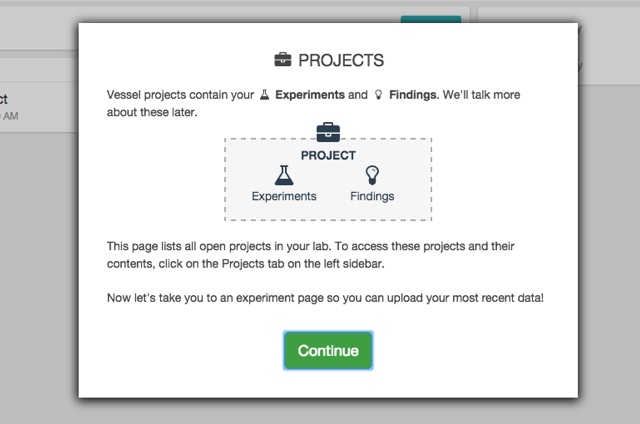 PROJECTS
Vessel projects contain your Experiments and Findings. We'll talk more
about these later.
PROJECT
Experiments Findings
This page lists all open projects in your lab. To access these projects and their
contents, click on the Projects tab on the left sidebar.
Now let's take you to an experiment page so you can upload your most recent data!
Continue
AM